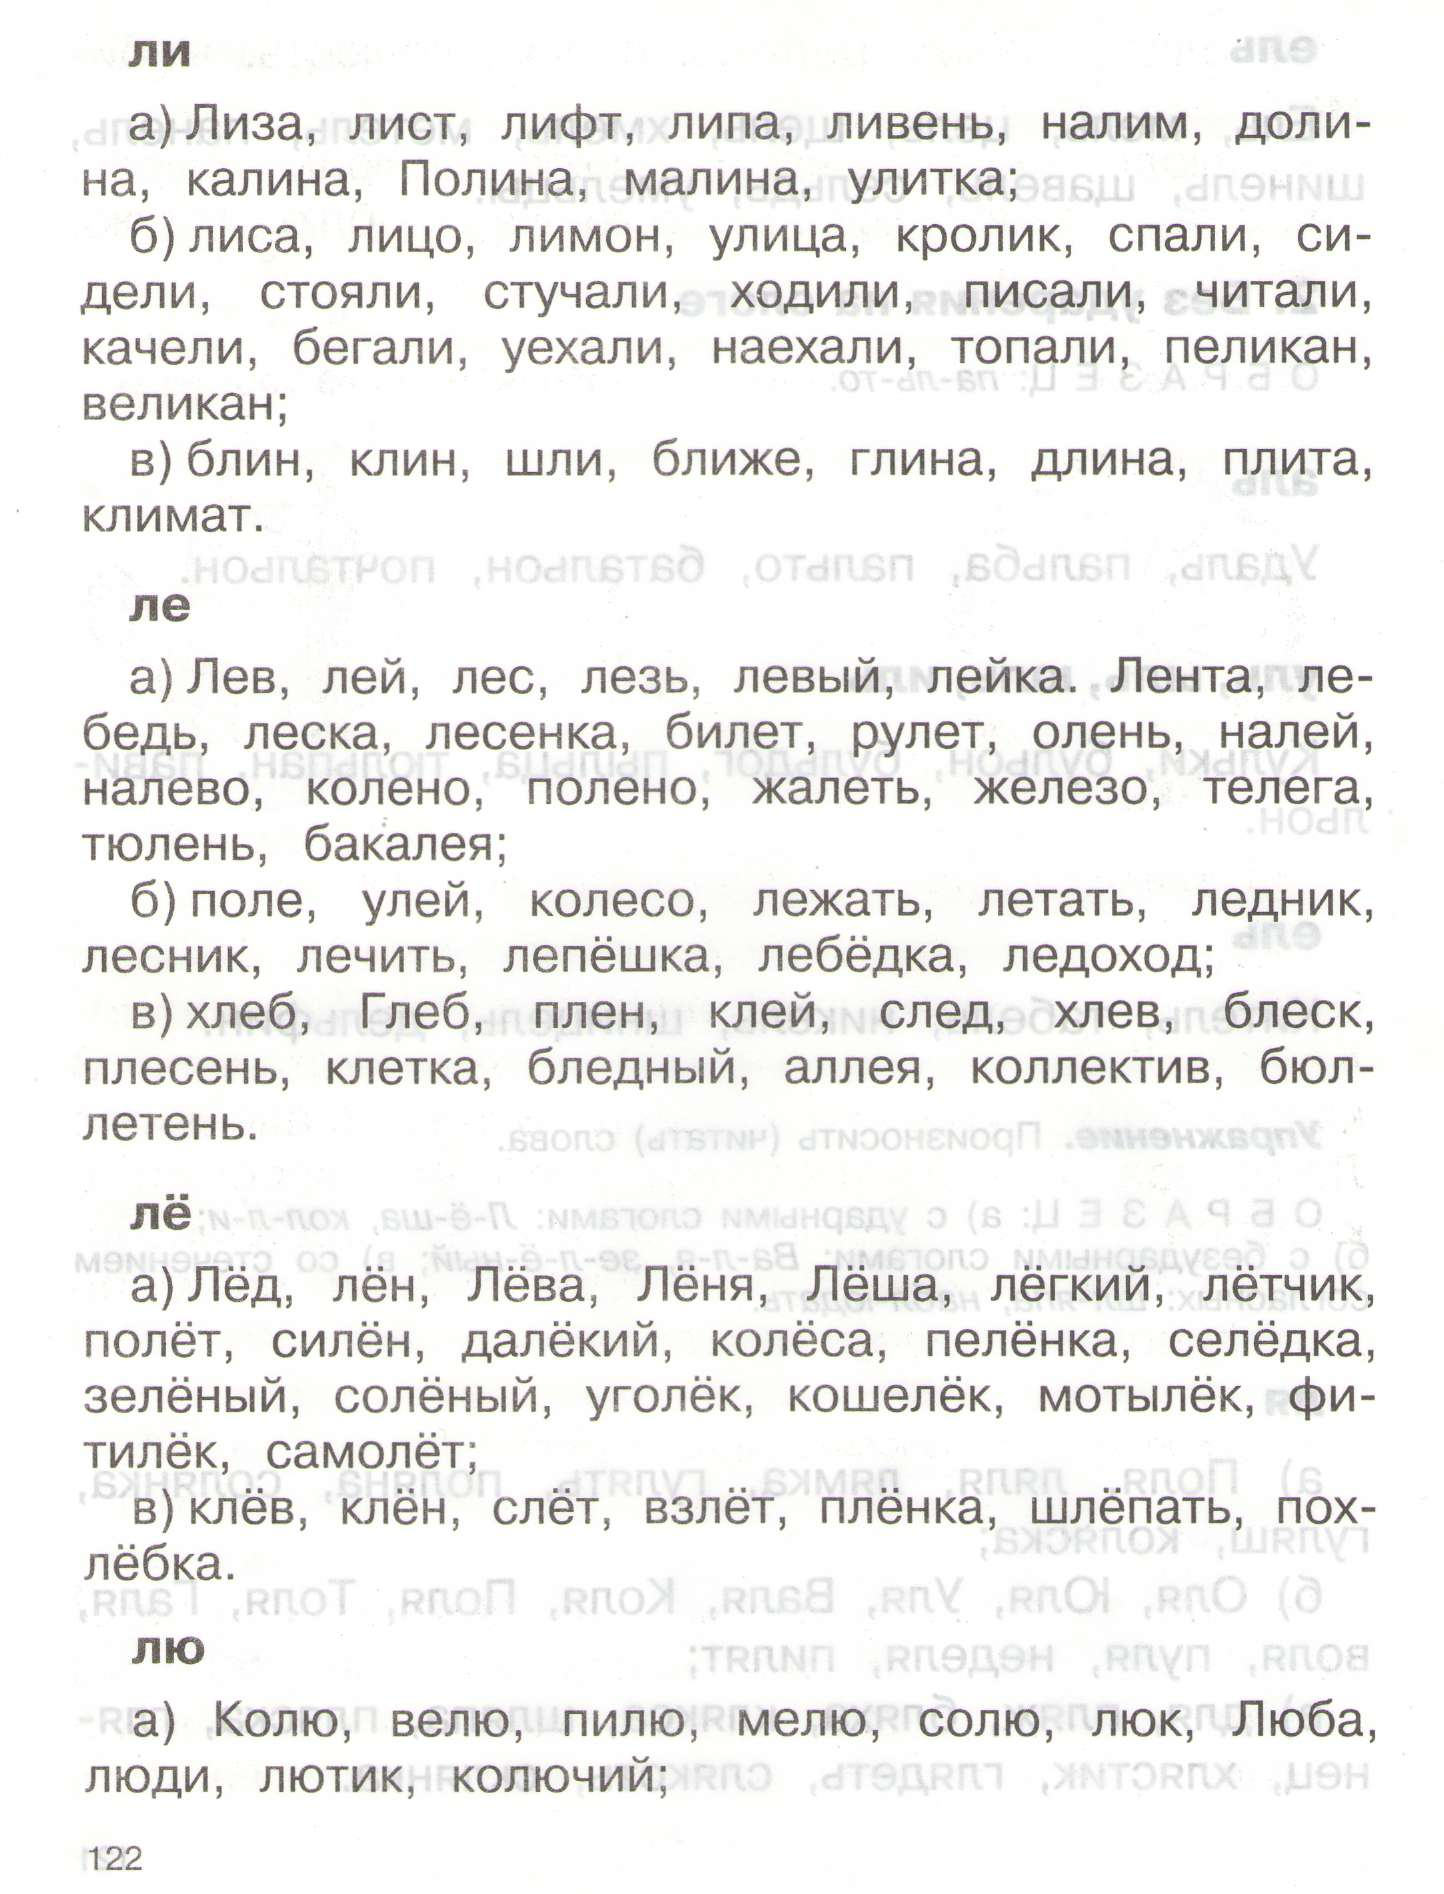 ли
а) Лиза, лист, лифт, липа, ливень, налим, доли-
на, калина, Полина, малина, улитка;
б) лиса, лицо, лимон, улица, кролик, спали, си-
дели, стояли, стучали, ходили, писали, читали,
качели, бегали, уехали, наехали, топали, пеликан,
великан;
в) блин, клин, шли, ближе, глина, длина, плита,
климат.
ле
а) Лев, лей, лес, лезь, левый, лейка. Лента, ле-
бедь, леска, лесенка, билет, рулет, олень, налей,
налево, колено, полено, жалеть, железо, телега,
тюлень, бакалея;
б) поле, улей, колесо, лежать, летать, ледник,
лесник, лечить, лепёшка, лебёдка, ледоход;
в) хлеб, Глеб, плен, клей, след, хлев, блеск,
плесень, клетка, бледный, аллея, коллектив, бюл-
летень.
лё
а) Лёд, лён, Лёва, Лёня, Лёша, лёгкий, лётчик,
полёт, силён, далёкий, колёса, пелёнка, селёдка,
зелёный, солёный, уголёк, кошелёк, мотылёк, фи-
тилёк, самолёт;
в) клёв, клён, слёт, взлёт, плёнка, шлёпать, пох-
лёбка.
лю
а) Колю, велю, пилю, мелю, солю, люк, Люба,
люди, лютик, колючий;
122